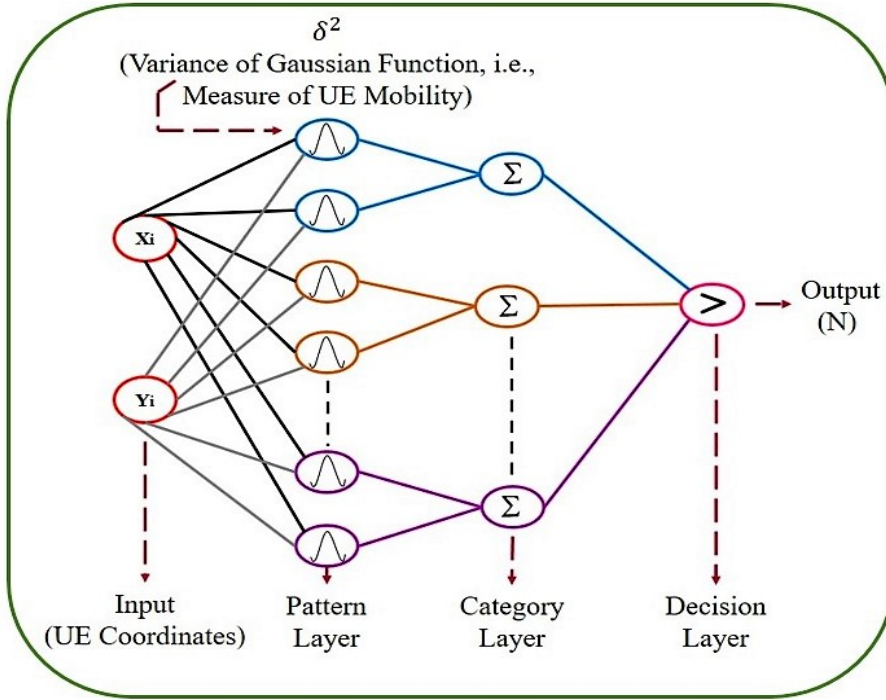 δ²
(Variance of Gaussian Function, i.e.,
Measure of UE Mobility)
Σ
Xi
Σ
>
Output
(N)
Yi
Σ
Input
(UE Coordinates)
Pattern
Layer
Category
Layer
Decision
Layer